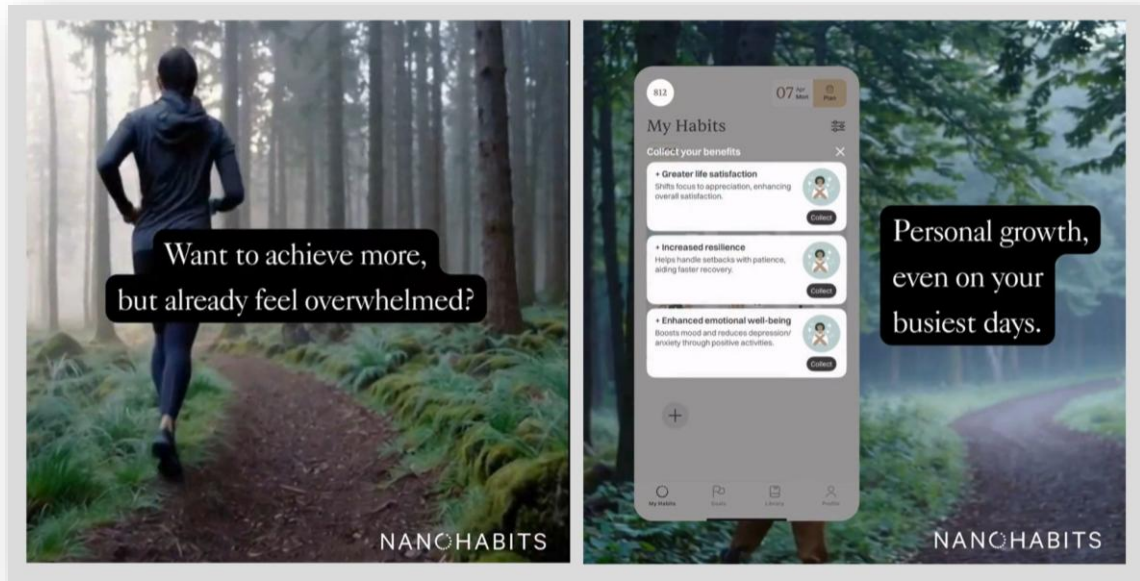 Want to achieve more,
but already feel overwhelmed?
NANOHABITS
812
07 Apr
Mon
Plan
My Habits
Collect your benefits
+ Greater life satisfaction
Shifts focus to appreciation, enhancing
overall satisfaction.
Collect
+ Increased resilience
Helps handle setbacks with patience,
aiding faster recovery.
Collect
+ Enhanced emotional well-being
Boosts mood and reduces depression/
anxiety through positive activities.
Collect
My Habits
Goals
Library
Profile
Personal growth,
even on your
busiest days.
NANOHABITS